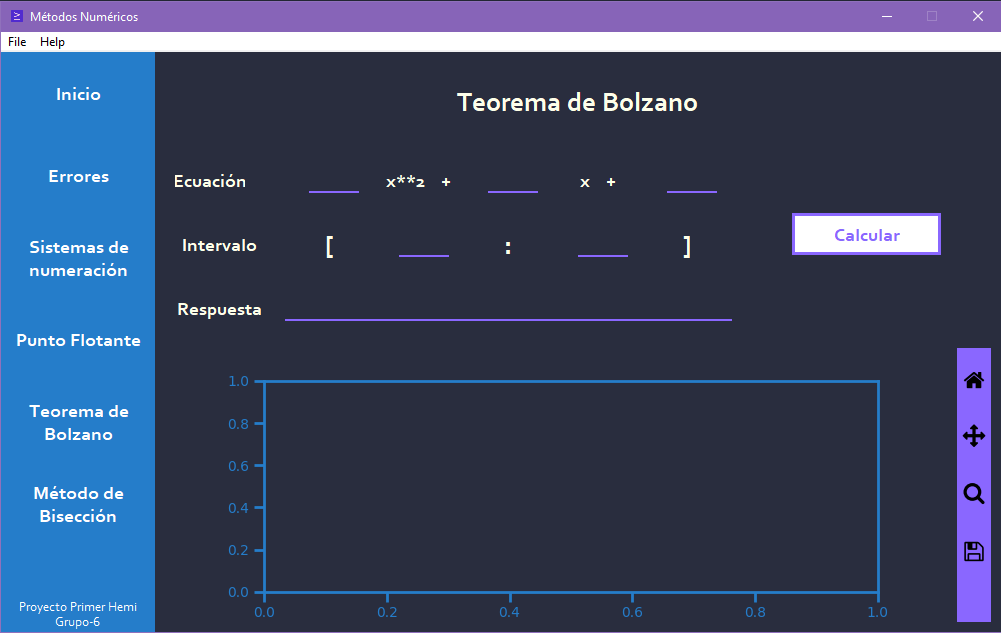 Métodos Numéricos
File Help
Inicio
Errores
Sistemas de
numeración
Punto Flotante
Teorema de
Bolzano
Método de
Bisección
Proyecto Primer Hemi
Grupo-6
Teorema de Bolzano
Ecuación x**2 + x +
Intervalo [ : ]
Calcular
Respuesta
1.0
0.8
0.6
0.4
0.2
0.0
0.0 0.2 0.4 0.6 0.8 1.0